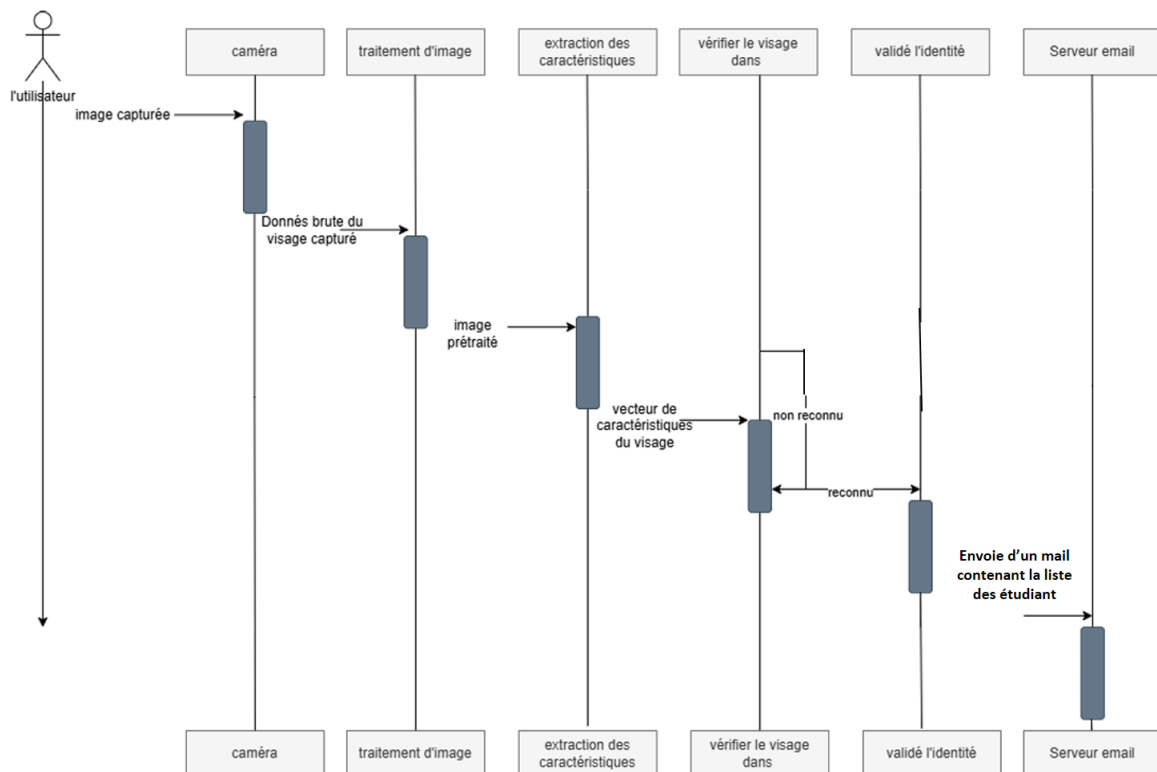 caméra
traitement d'image
extraction des
caractéristiques
vérifier le visage
dans
validé l'identité
Serveur email
l'utilisateur
image capturée
Donnés brute du
visage capturé
image
prétraité
vecteur de
caractéristiques
du visage
non reconnu
reconnu
Envoie d'un mail
contenant la liste
des étudiant
caméra
traitement d'image
extraction des
caractéristiques
vérifier le visage
dans
validé l'identité
Serveur email